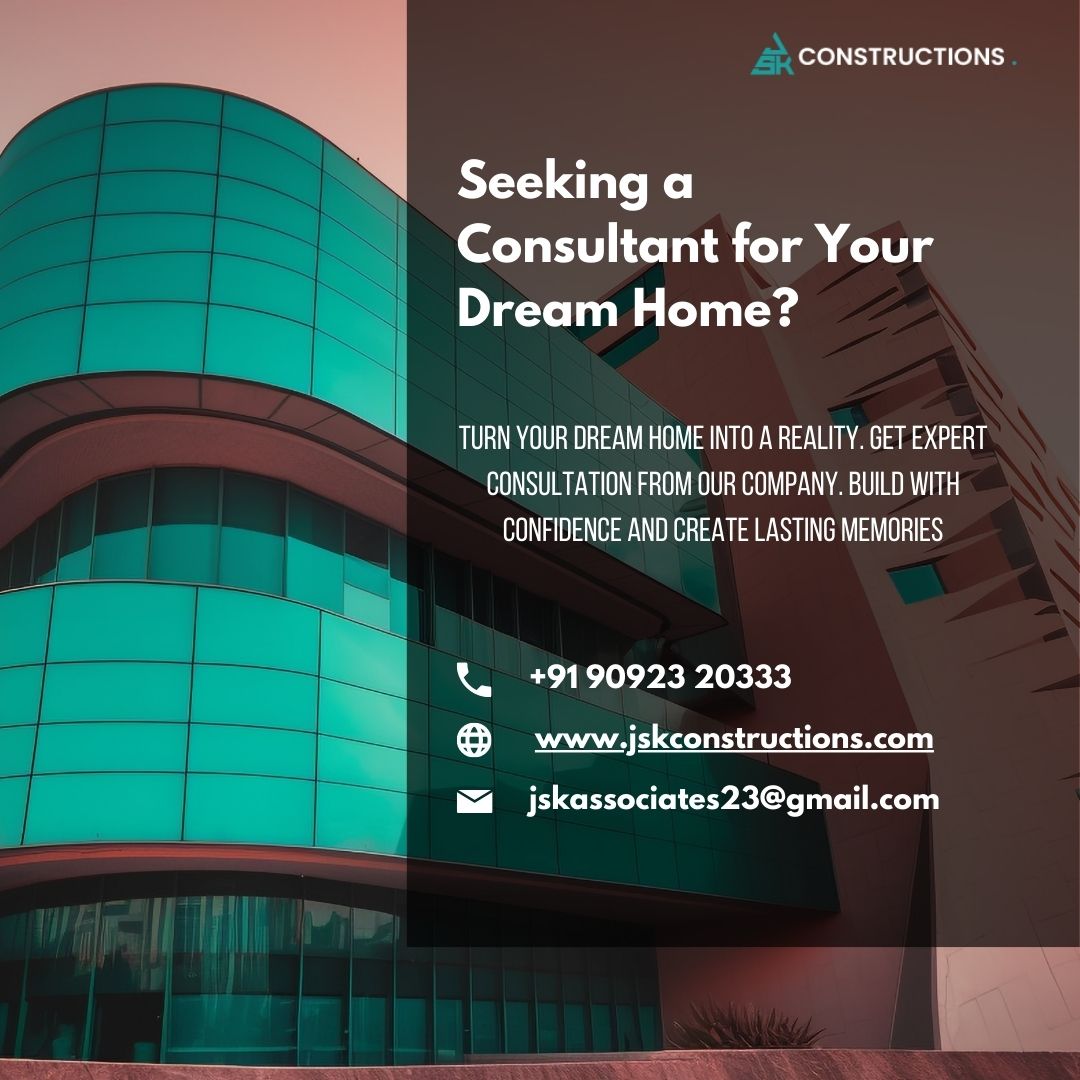 JSK CONSTRUCTIONS .
Seeking a
Consultant for Your
Dream Home?
TURN YOUR DREAM HOME INTO A REALITY. GET EXPERT
CONSULTATION FROM OUR COMPANY. BUILD WITH
CONFIDENCE AND CREATE LASTING MEMORIES
+91 90923 20333
www.jskconstructions.com
jskassociates23@gmail.com